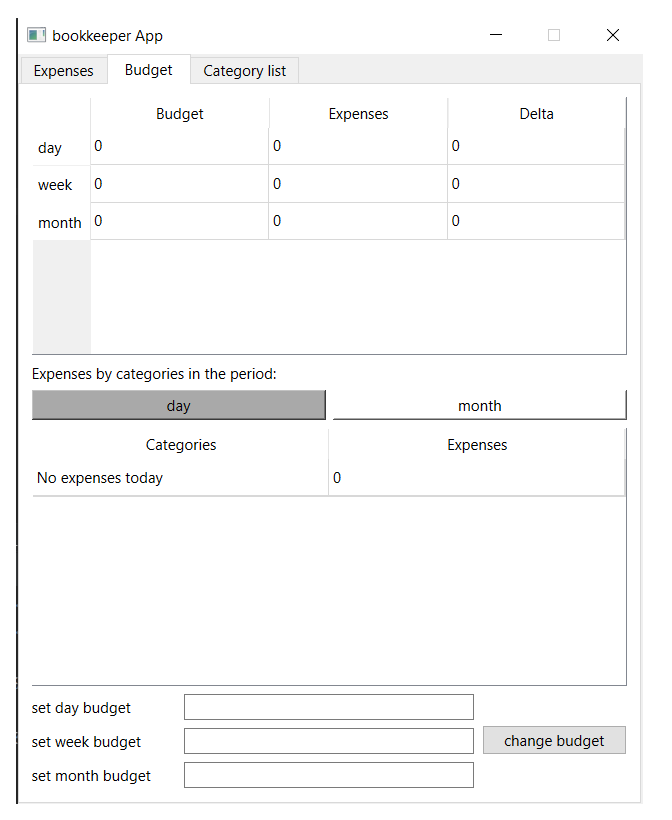 bookkeeper App
Expenses Budget Category list
Budget Expenses Delta
day 0 0 0
week 0 0 0
month 0 0 0
Expenses by categories in the period:
day month
Categories Expenses
No expenses today 0
set day budget
set week budget change budget
set month budget